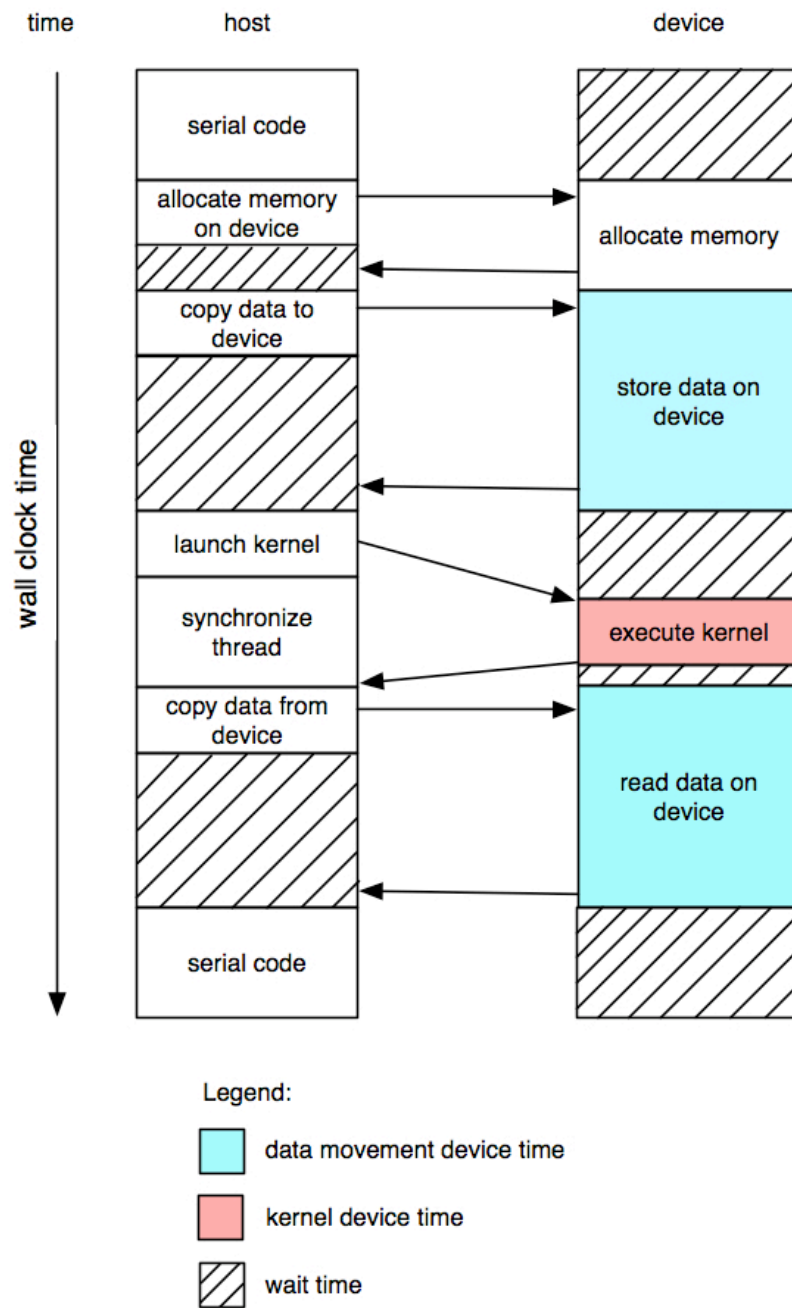 time
host
device
serial code
allocate memory
on device
allocate memory
copy data to
device
store data on
device
wall clock time
launch kernel
synchronize
thread
execute kernel
copy data from
device
read data on
device
serial code
Legend:
data movement device time
kernel device time
wait time